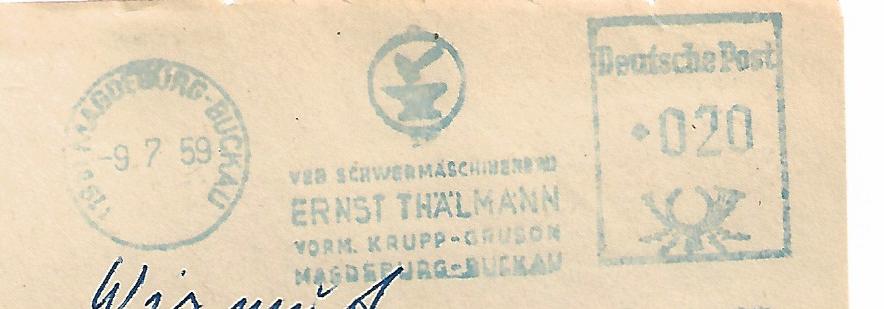 MAGDEBURG-BUCKAU
-9.7 59
VEB SCHWERMASCHINENBAU
ERNST THÄLMANN
VORM. KRUPP-GRUSON
MAGDEBURG-BUCKAU
Deutsche Post
020